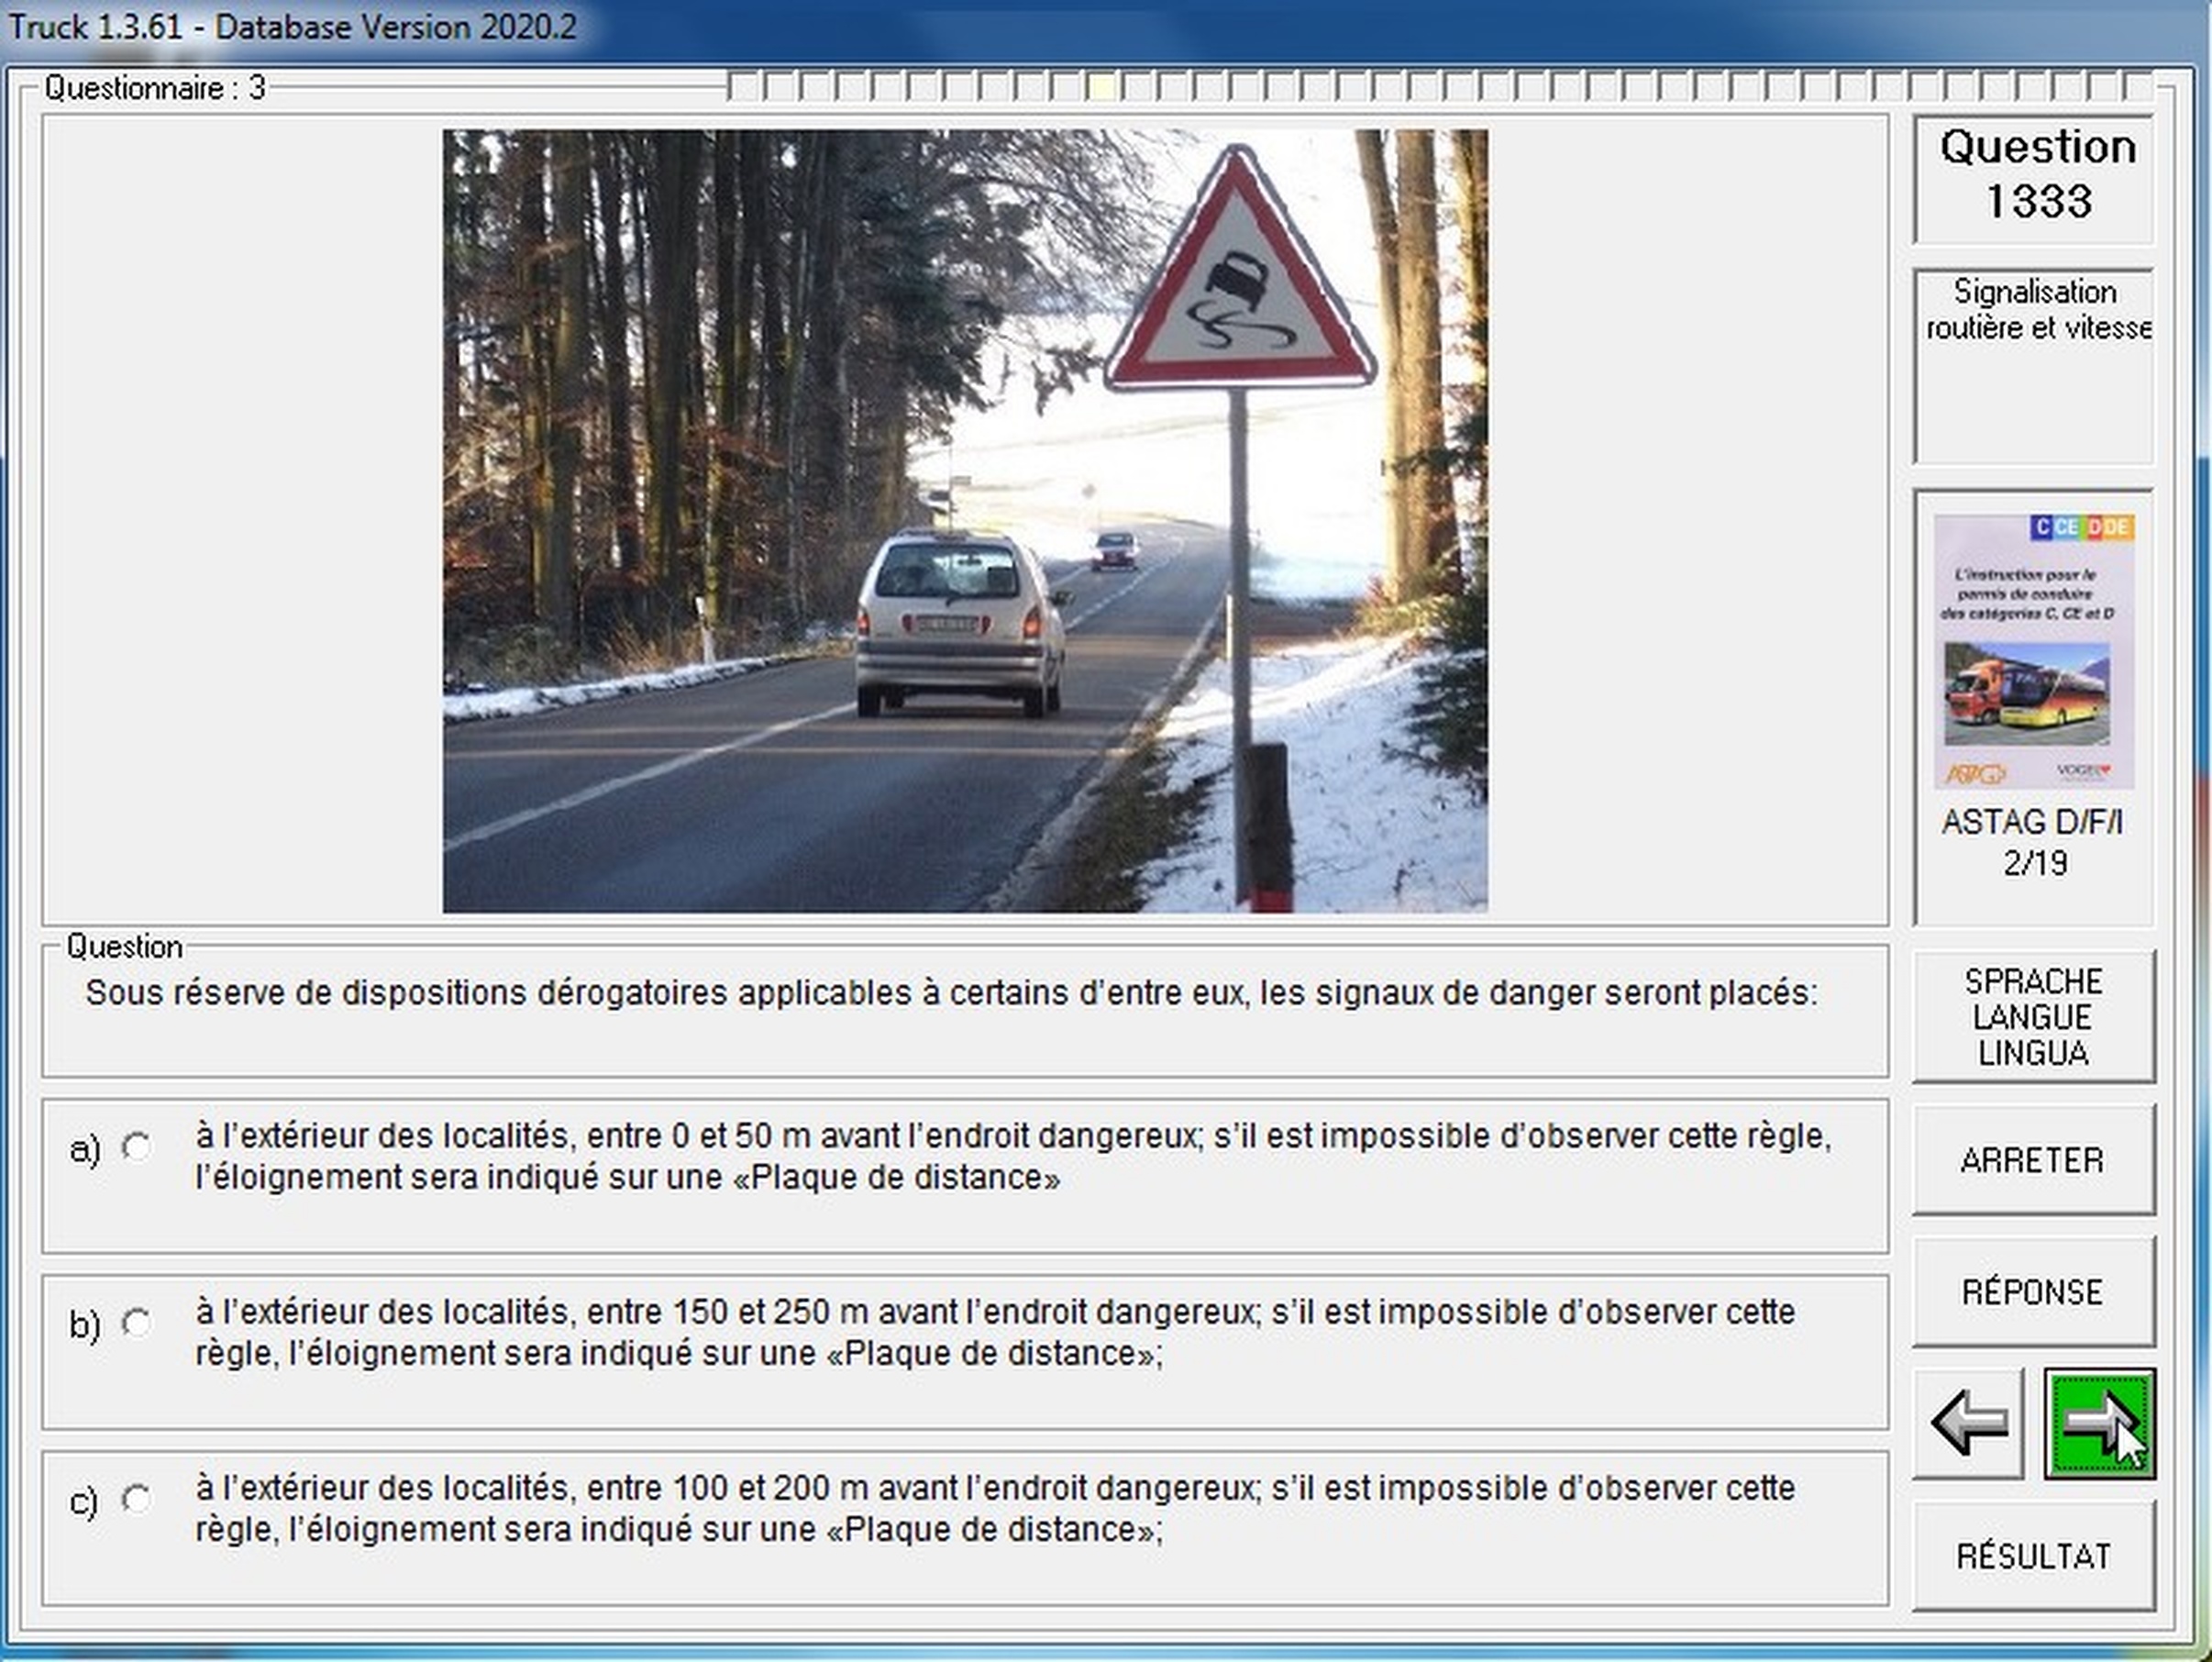 Truck 1.3.61 - Database Version 2020.2
Questionnaire : 3
Question
1333
Signalisation
routière et vitesse
C CE D DE
L'instruction pour le
permis de conduire
des catégories C, CE et D
ASTAG
VOGEL
ASTAG D/F/I
2/19
Question
Sous réserve de dispositions dérogatoires applicables à certains d'entre eux, les signaux de danger seront placés:
a) à l'extérieur des localités, entre 0 et 50 m avant l'endroit dangereux; s'il est impossible d'observer cette règle,
l'éloignement sera indiqué sur une «Plaque de distance»
b) à l'extérieur des localités, entre 150 et 250 m avant l'endroit dangereux; s'il est impossible d'observer cette
règle, l'éloignement sera indiqué sur une «Plaque de distance»;
c) à l'extérieur des localités, entre 100 et 200 m avant l'endroit dangereux; s'il est impossible d'observer cette
règle, l'éloignement sera indiqué sur une «Plaque de distance»;
SPRACHE
LANGUE
LINGUA
ARRETER
RÉPONSE
RÉSULTAT